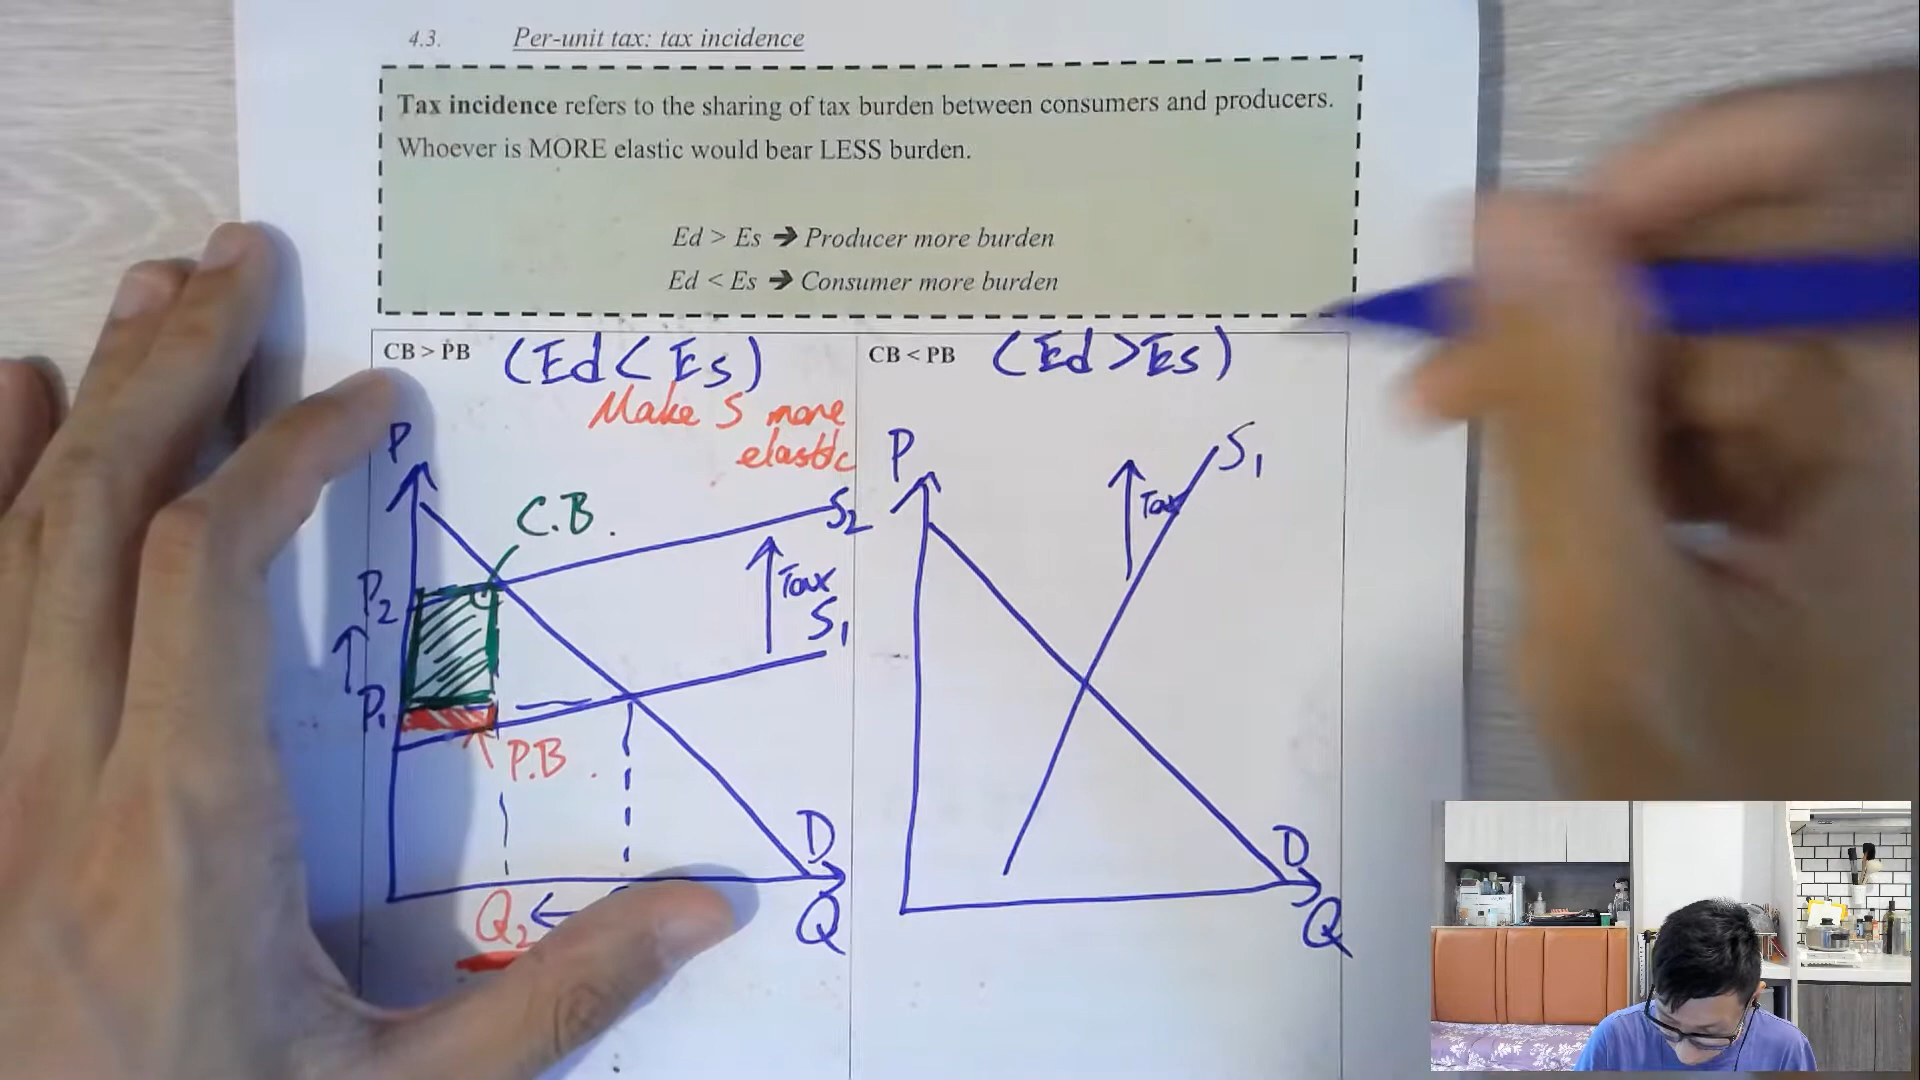 4.3. Per-unit tax: tax incidence
Tax incidence refers to the sharing of tax burden between consumers and producers.
Whoever is MORE elastic would bear LESS burden.
Ed > Es ➔ Producer more burden
Ed < Es ➔ Consumer more burden
CB > PB (Ed < Es)
Make S more
elastic
P
C.B.
S2
Tax
S1
P2
P1
P.B.
D
Q2
Q
CB < PB (Ed > Es)
P
S1
Tax
D
Q